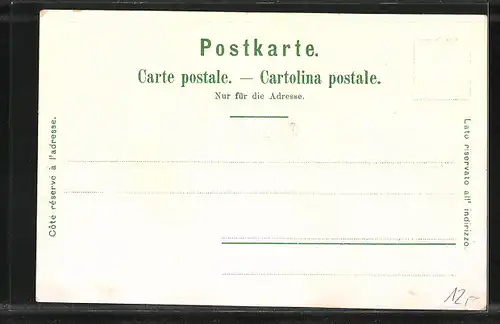 Postkarte.
Carte postale. — Cartolina postale.
Nur für die Adresse.
Côté réservé à l'adresse.
Lato riservato all' indirizzo.
12,-